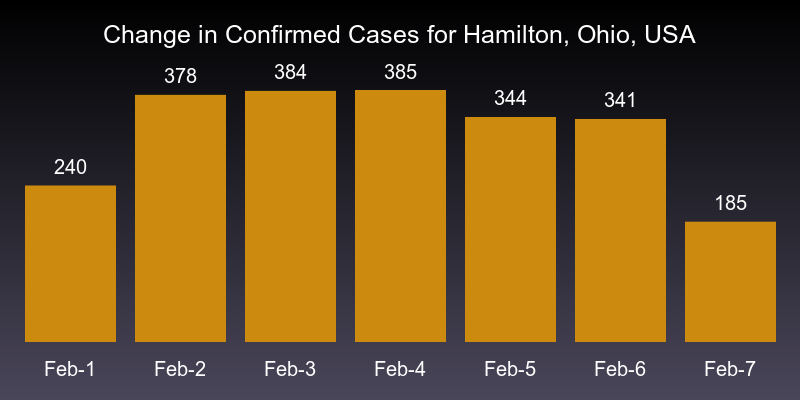 Change in Confirmed Cases for Hamilton, Ohio, USA
240
378
384
385
344
341
185
Feb-1
Feb-2
Feb-3
Feb-4
Feb-5
Feb-6
Feb-7